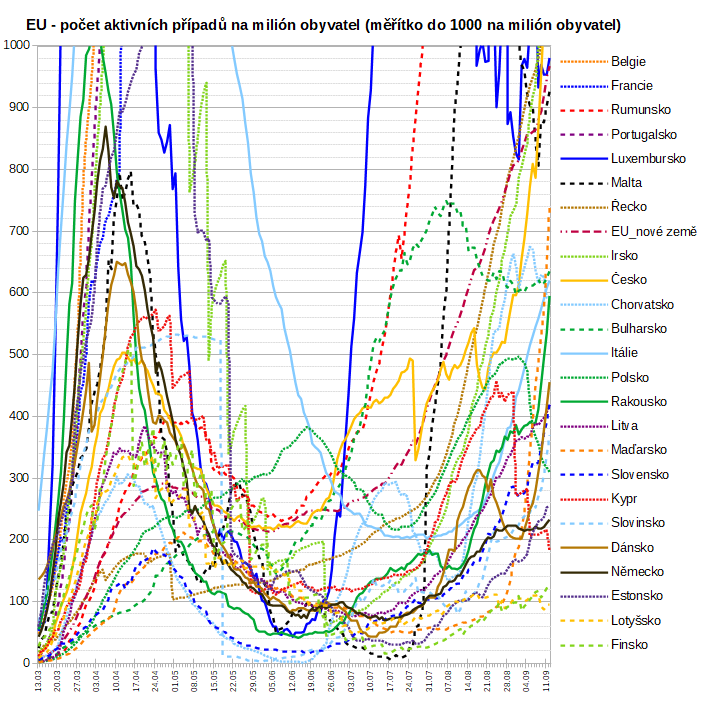 EU - počet aktivních případů na milión obyvatel (měřítko do 1000 na milión obyvatel)
1000
900
800
700
600
500
400
300
200
100
0
13.03
20.03
27.03
03.04
10.04
17.04
24.04
01.05
08.05
15.05
22.05
29.05
05.06
12.06
19.06
26.06
03.07
10.07
17.07
24.07
31.07
07.08
14.08
21.08
28.08
04.09
11.09
Belgie
Francie
Rumunsko
Portugalsko
Luxembursko
Malta
Řecko
EU_nové země
Irsko
Česko
Chorvatsko
Bulharsko
Itálie
Polsko
Rakousko
Litva
Maďarsko
Slovensko
Kypr
Slovinsko
Dánsko
Německo
Estonsko
Lotyšsko
Finsko